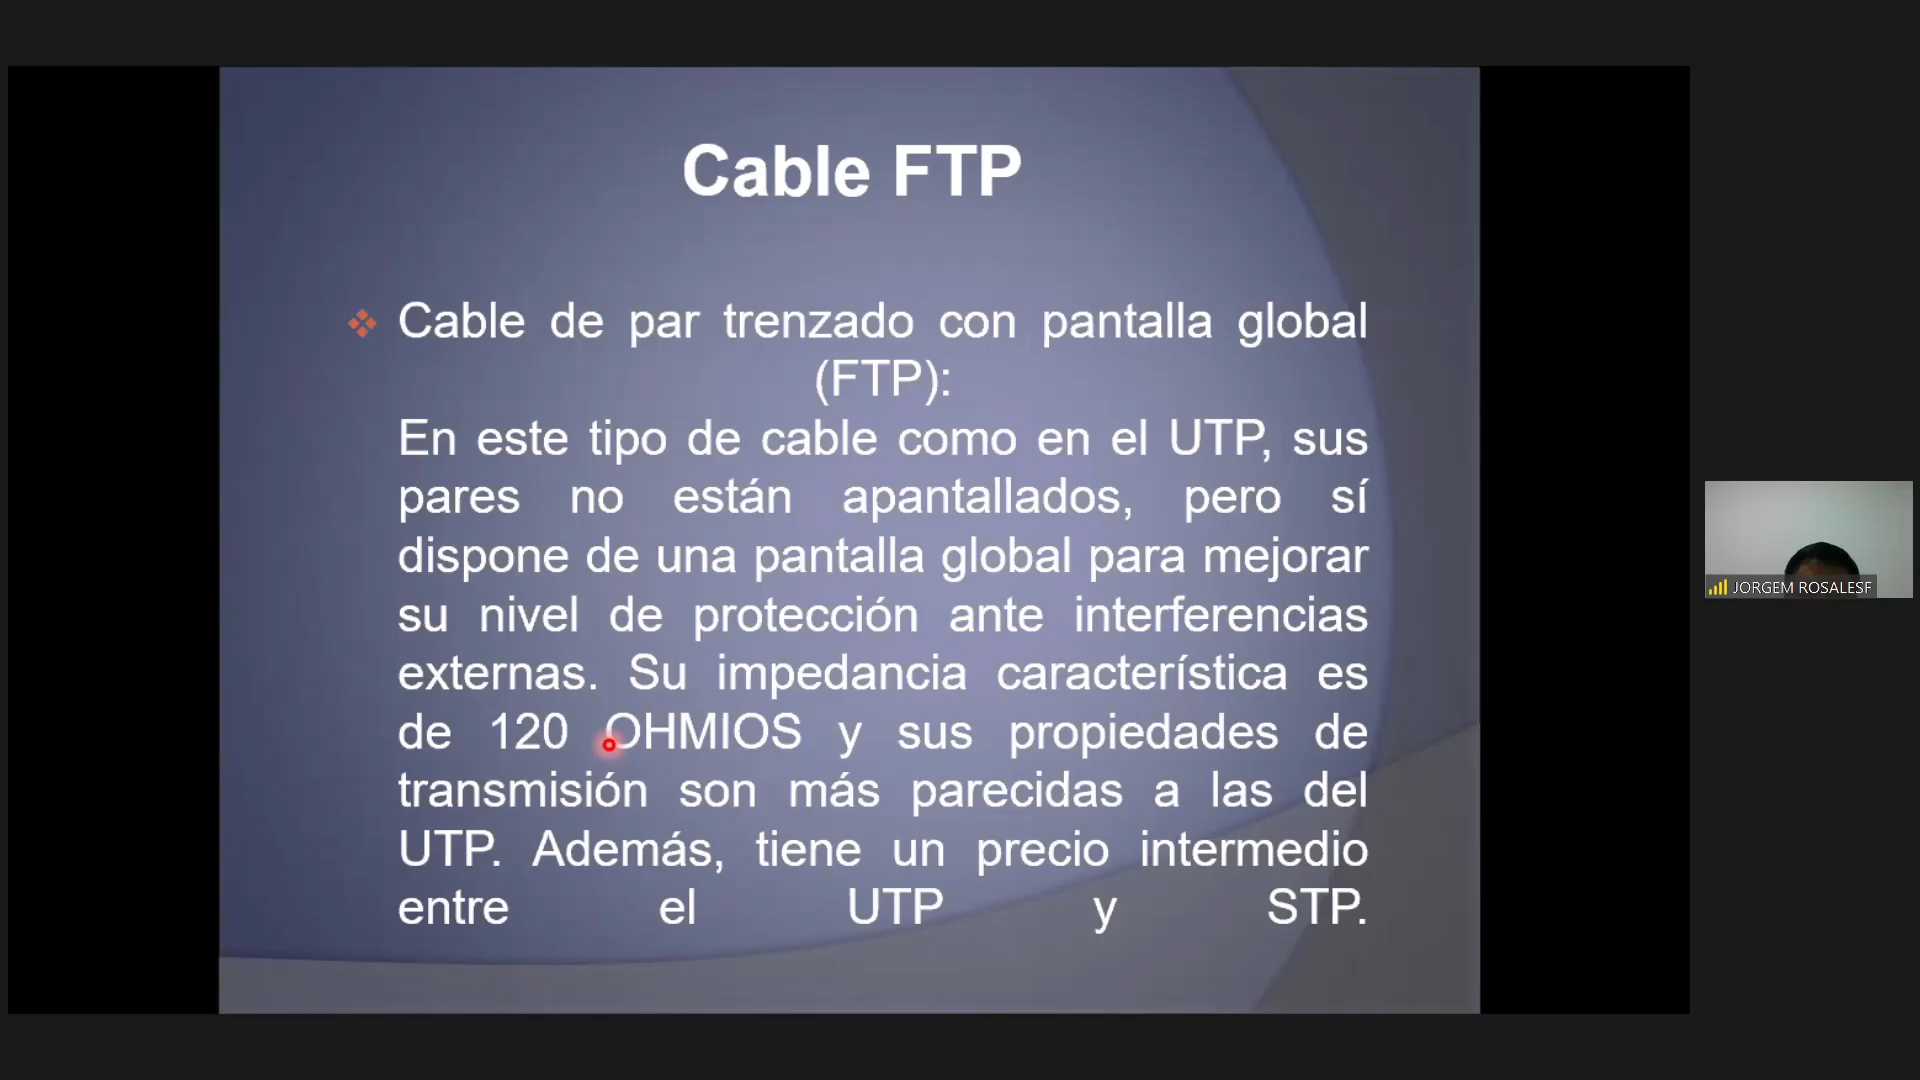 Cable FTP
Cable de par trenzado con pantalla global
(FTP):
En este tipo de cable como en el UTP, sus
pares no están apantallados, pero sí
dispone de una pantalla global para mejorar
su nivel de protección ante interferencias
externas. Su impedancia característica es
de 120 OHMIOS y sus propiedades de
transmisión son más parecidas a las del
UTP. Además, tiene un precio intermedio
entre el UTP y STP.
JORGEM ROSALESF